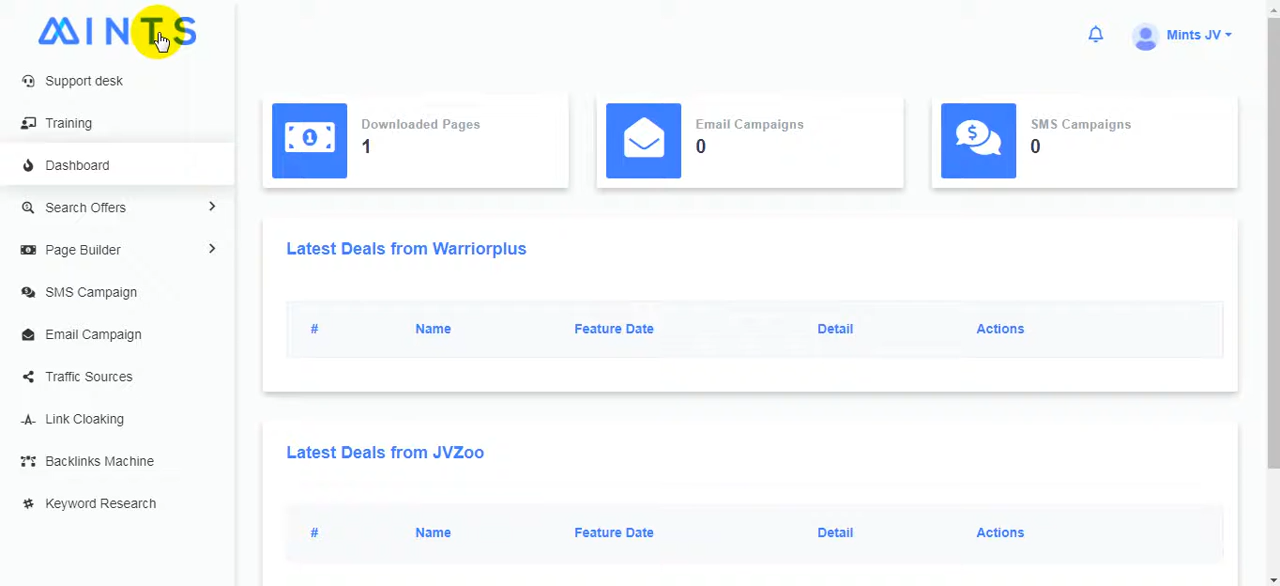 MINTS
Mints JV
Support desk
Training
Dashboard
Search Offers
Page Builder
SMS Campaign
Email Campaign
Traffic Sources
Link Cloaking
Backlinks Machine
Keyword Research
Downloaded Pages
1
Email Campaigns
0
SMS Campaigns
0
Latest Deals from Warriorplus
# Name Feature Date Detail Actions
Latest Deals from JVZoo
# Name Feature Date Detail Actions